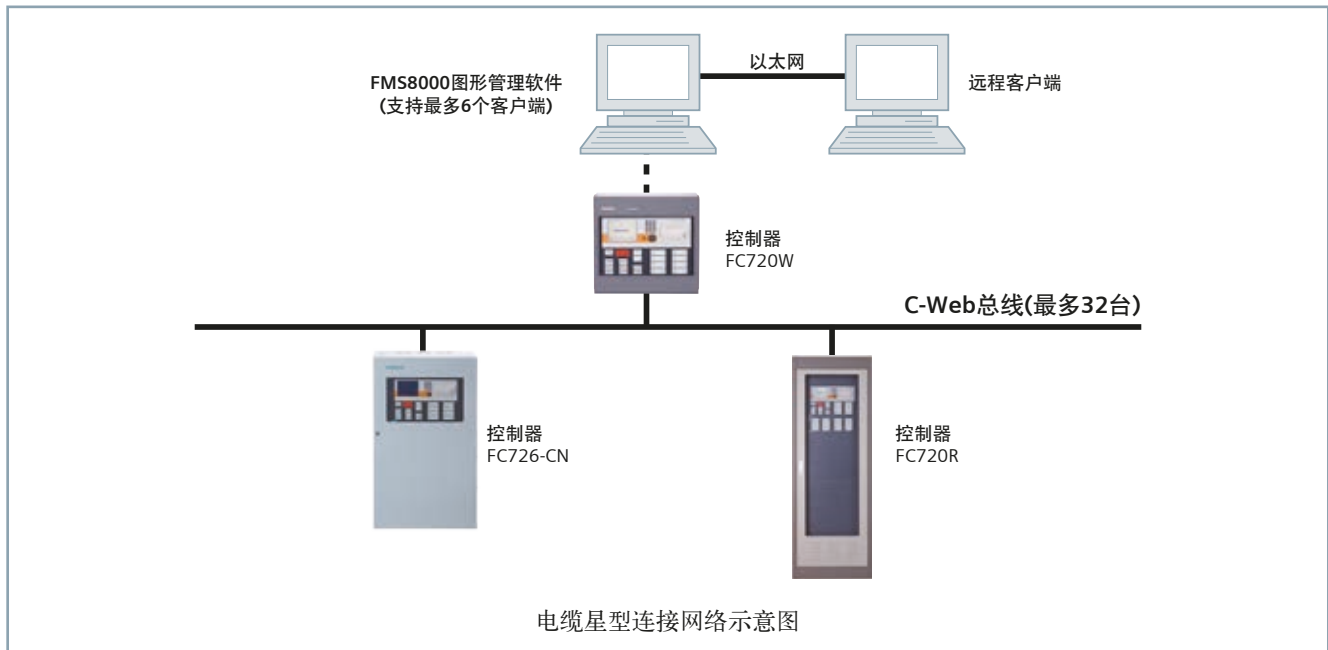 FMS8000图形管理软件
(支持最多6个客户端)
以太网
远程客户端
控制器
FC720W
C-Web总线(最多32台)
控制器
FC726-CN
控制器
FC720R
电缆星型连接网络示意图